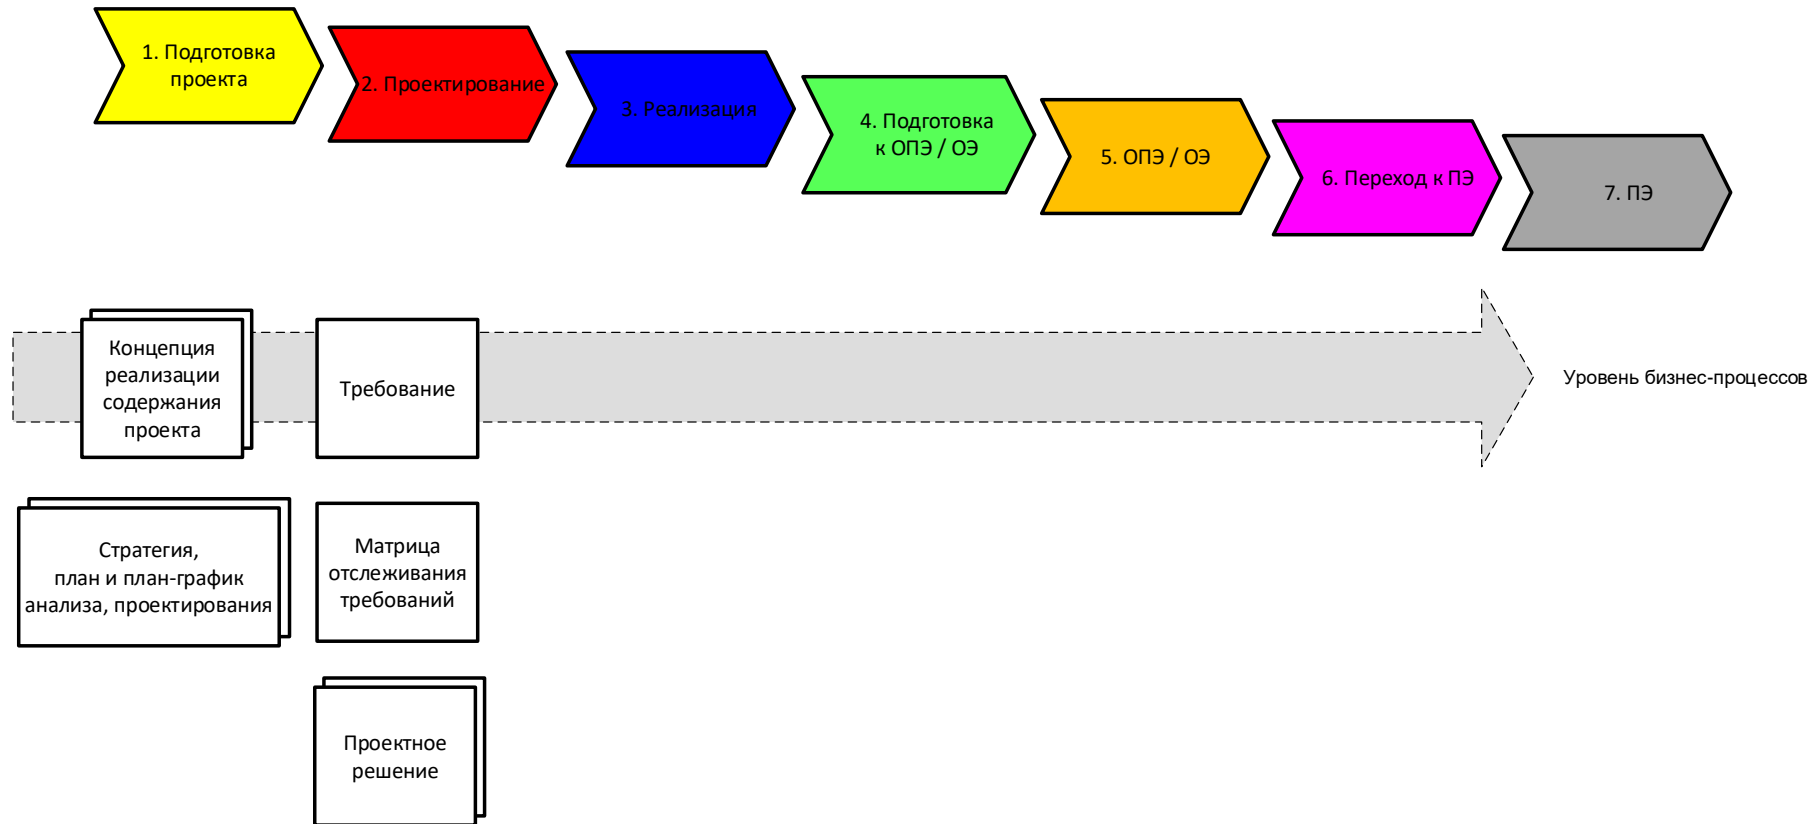 1. Подготовка
проекта
2. Проектирование
3. Реализация
4. Подготовка
к ОПЭ / ОЭ
5. ОПЭ / ОЭ
6. Переход к ПЭ
7. ПЭ
Концепция
реализации
содержания
проекта
Требование
Уровень бизнес-процессов
Стратегия,
план и план-график
анализа, проектирования
Матрица
отслеживания
требований
Проектное
решение